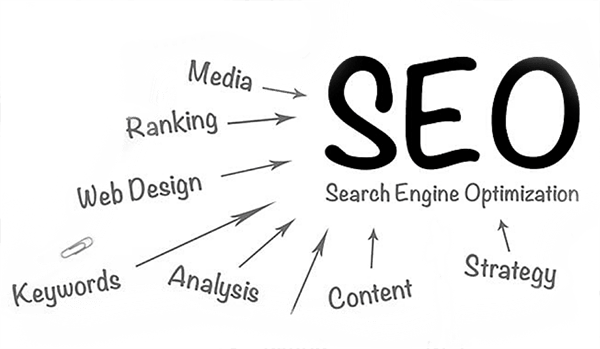 Media
Ranking
Web Design
Keywords
Analysis
Content
Strategy
SEO
Search Engine Optimization